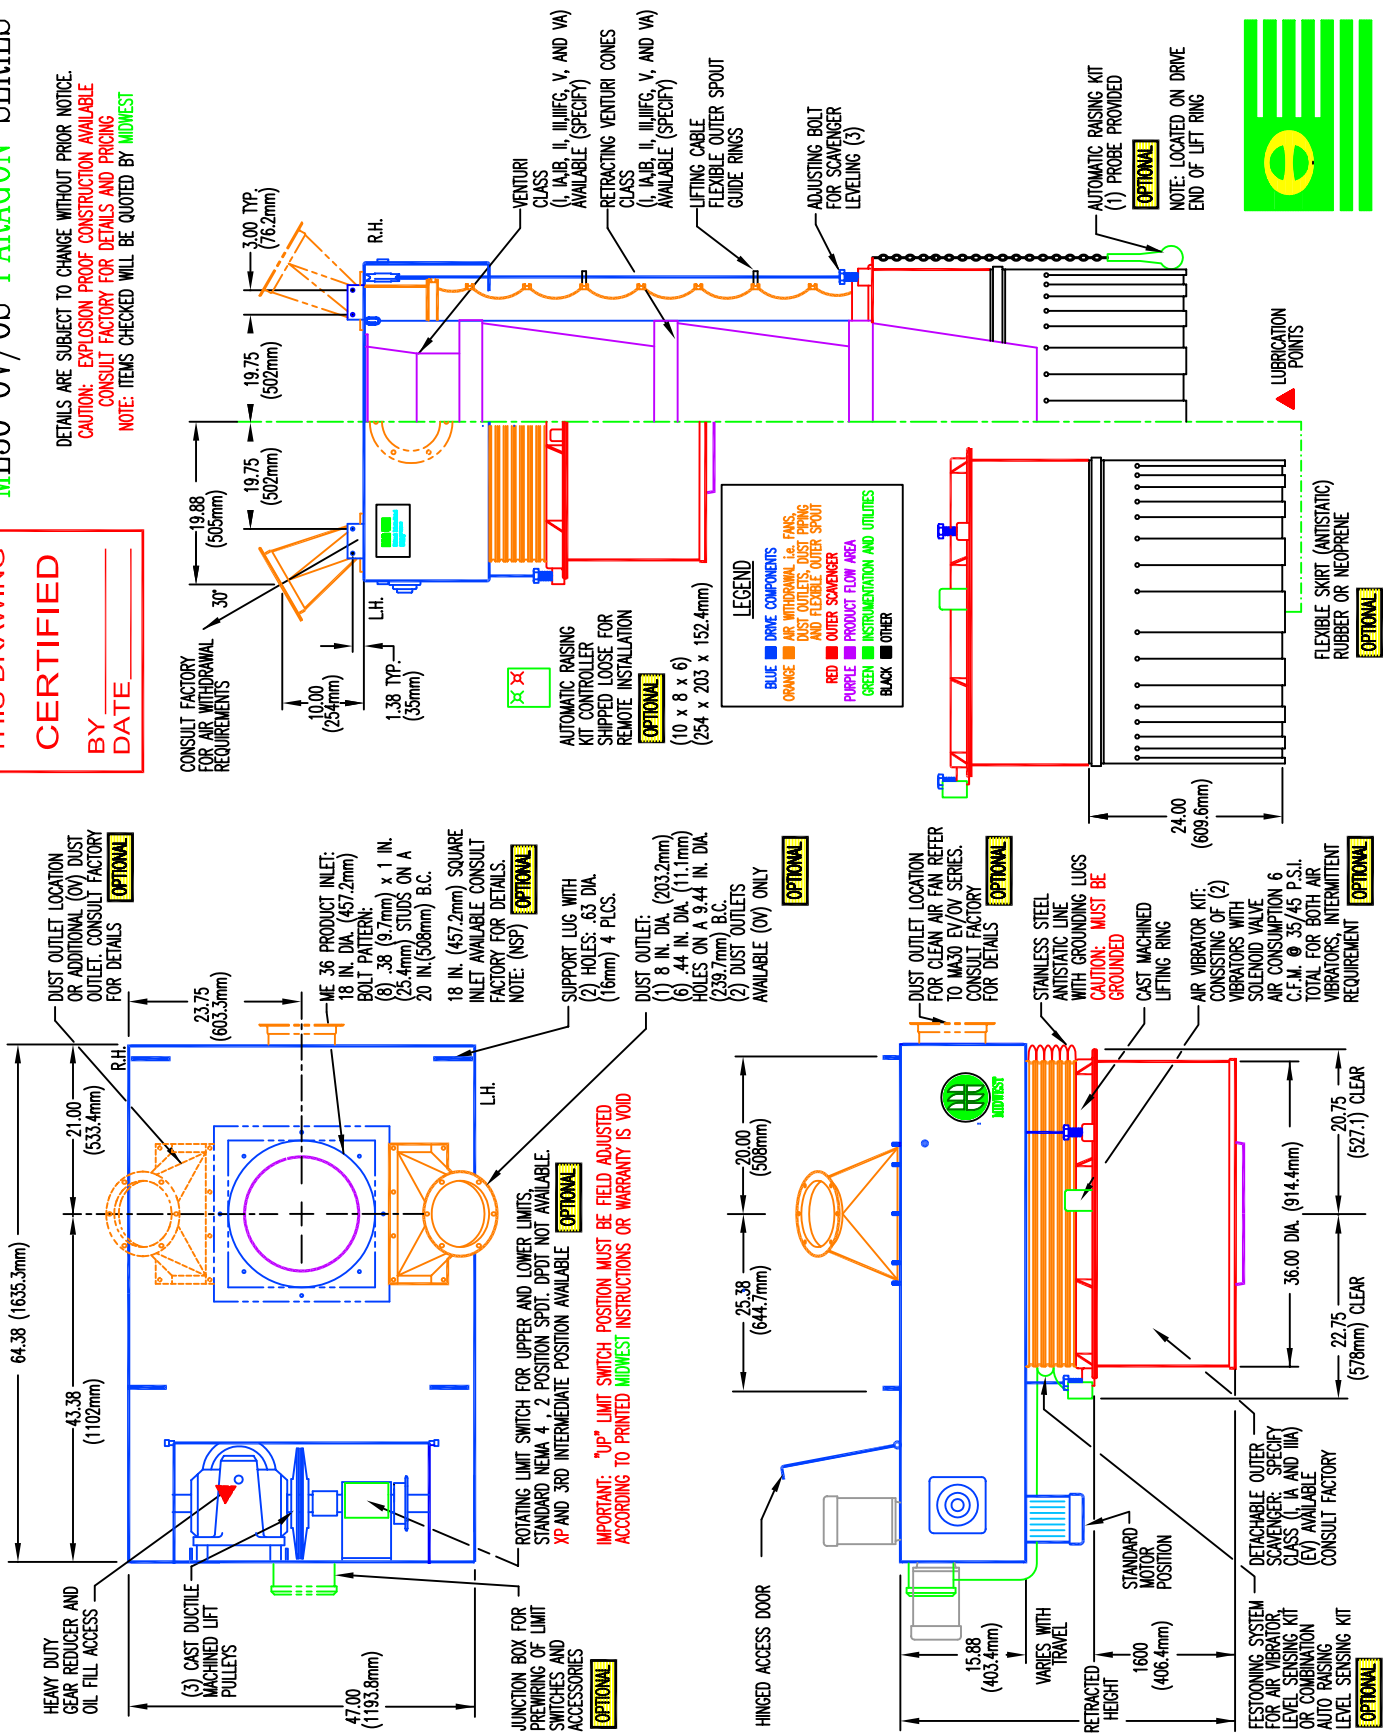 DETAILS ARE SUBJECT TO CHANGE WITHOUT PRIOR NOTICE.
CAUTION: EXPLOSION PROOF CONSTRUCTION AVAILABLE
CONSULT FACTORY FOR DETAILS AND PRICING
NOTE: ITEMS CHECKED WILL BE QUOTED BY MIDWEST
THIS DRAWING
CERTIFIED
BY
DATE
DUST OUTLET LOCATION
OR ADDITIONAL (OV) DUST
OUTLET. CONSULT FACTORY
FOR DETAILS
OPTIONAL
64.38 (1635.3mm)
21.00
(533.4mm)
43.38
(1102mm)
23.75
(603.3mm)
R.H.
L.H.
ME 36 PRODUCT INLET:
18 IN. DIA. (457.2mm)
BOLT PATTERN:
(8) .38 (9.7mm) x 1 IN.
(25.4mm) STUDS ON A
20 IN.(508mm) B.C.
18 IN. (457.2mm) SQUARE
INLET AVAILABLE CONSULT
FACTORY FOR DETAILS.
NOTE: (NSP)
OPTIONAL
SUPPORT LUG WITH
(2) HOLES: .63 DIA.
(16mm) 4 PLCS.
DUST OUTLET:
(1) 8 IN. DIA. (203.2mm)
(6) .44 IN. DIA. (11.1mm)
HOLES ON A 9.44 IN. DIA.
(239.7mm) B.C.
(2) DUST OUTLETS
AVAILABLE (OV) ONLY
OPTIONAL
HEAVY DUTY
GEAR REDUCER AND
OIL FILL ACCESS
(3) CAST DUCTILE
MACHINED LIFT
PULLEYS
47.00
(1193.8mm)
JUNCTION BOX FOR
PREWIRING OF LIMIT
SWITCHES AND
ACCESSORIES
OPTIONAL
ROTATING LIMIT SWITCH FOR UPPER AND LOWER LIMITS,
STANDARD NEMA 4 , 2 POSITION SPDT. DPDT NOT AVAILABLE.
XP AND 3RD INTERMEDIATE POSITION AVAILABLE
OPTIONAL
IMPORTANT: "UP" LIMIT SWITCH POSITION MUST BE FIELD ADJUSTED
ACCORDING TO PRINTED MIDWEST INSTRUCTIONS OR WARRANTY IS VOID
CONSULT FACTORY
FOR AIR WITHDRAWAL
REQUIREMENTS
30°
19.88
(505mm)
19.75
(502mm)
19.75
(502mm)
3.00 TYP.
(76.2mm)
R.H.
L.H.
10.00
(254mm)
1.38 TYP.
(35mm)
VENTURI
CLASS
(I, IA,IB, II, III,IIIFG, V, AND VA)
AVAILABLE (SPECIFY)
RETRACTING VENTURI CONES
CLASS
(I, IA,IB, II, III,IIIFG, V, AND VA)
AVAILABLE (SPECIFY)
LIFTING CABLE
FLEXIBLE OUTER SPOUT
GUIDE RINGS
ADJUSTING BOLT
FOR SCAVENGER
LEVELING (3)
AUTOMATIC RAISING KIT
(1) PROBE PROVIDED
OPTIONAL
NOTE: LOCATED ON DRIVE
END OF LIFT RING
AUTOMATIC RAISING
KIT CONTROLLER
SHIPPED LOOSE FOR
REMOTE INSTALLATION
OPTIONAL
(10 x 8 x 6)
(254 x 203 x 152.4mm)
LEGEND
BLUE DRIVE COMPONENTS
ORANGE AIR WITHDRAWAL i.e. FANS,
DUST OUTLETS, DUST PIPING
AND FLEXIBLE OUTER SPOUT
RED OUTER SCAVENGER
PURPLE PRODUCT FLOW AREA
GREEN INSTRUMENTATION AND UTILITIES
BLACK OTHER
LUBRICATION
POINTS
24.00
(609.6mm)
FLEXIBLE SKIRT (ANTISTATIC)
RUBBER OR NEOPRENE
OPTIONAL
DUST OUTLET LOCATION
FOR CLEAN AIR FAN REFER
TO MA30 EV/OV SERIES.
CONSULT FACTORY
FOR DETAILS
OPTIONAL
STAINLESS STEEL
ANTISTATIC LINE
WITH GROUNDING LUGS
CAUTION: MUST BE
GROUNDED
CAST MACHINED
LIFTING RING
AIR VIBRATOR KIT:
CONSISTING OF (2)
VIBRATORS WITH
SOLENOID VALVE
AIR CONSUMPTION 6
C.F.M. @ 35/45 P.S.I.
TOTAL FOR BOTH AIR
VIBRATORS, INTERMITTENT
REQUIREMENT
OPTIONAL
20.00
(508mm)
25.38
(644.7mm)
MIDWEST
HINGED ACCESS DOOR
15.88
(403.4mm)
VARIES WITH
TRAVEL
RETRACTED
HEIGHT
1600
(406.4mm)
STANDARD
MOTOR
POSITION
36.00 DIA. (914.4mm)
20.75
(527.1) CLEAR
22.75
(578mm) CLEAR
DETACHABLE OUTER
SCAVENGER: SPECIFY
CLASS (I, IA AND IIIA)
(EV) AVAILABLE
CONSULT FACTORY
FESTOONING SYSTEM
FOR AIR VIBRATOR,
LEVEL SENSING KIT
OR COMBINATION
AUTO RAISING
LEVEL SENSING KIT
OPTIONAL